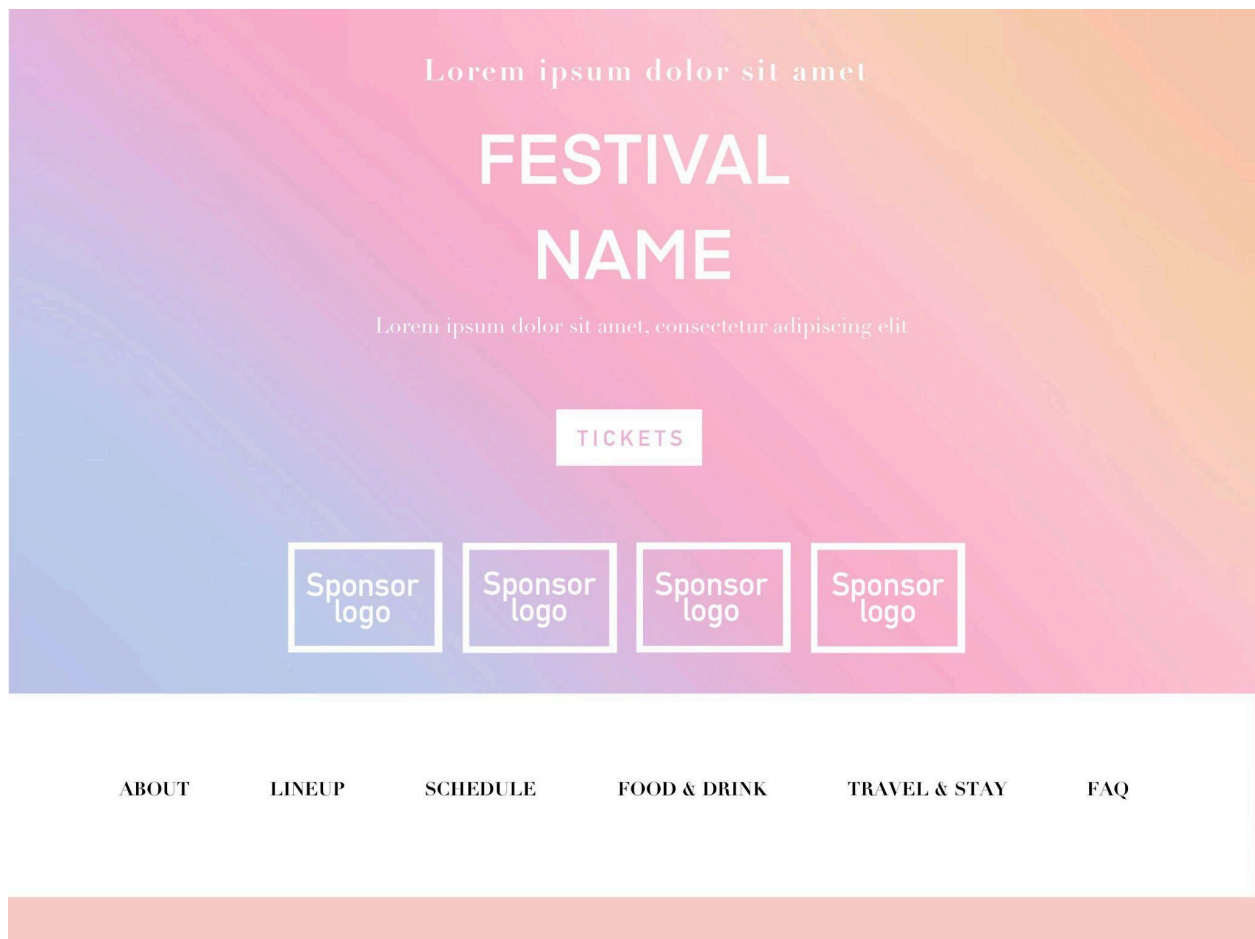 Lorem ipsum dolor sit amet
FESTIVAL
NAME
Lorem ipsum dolor sit amet, consectetur adipiscing elit
TICKETS
Sponsor
logo
Sponsor
logo
Sponsor
logo
Sponsor
logo
ABOUT LINEUP SCHEDULE FOOD & DRINK TRAVEL & STAY FAQ